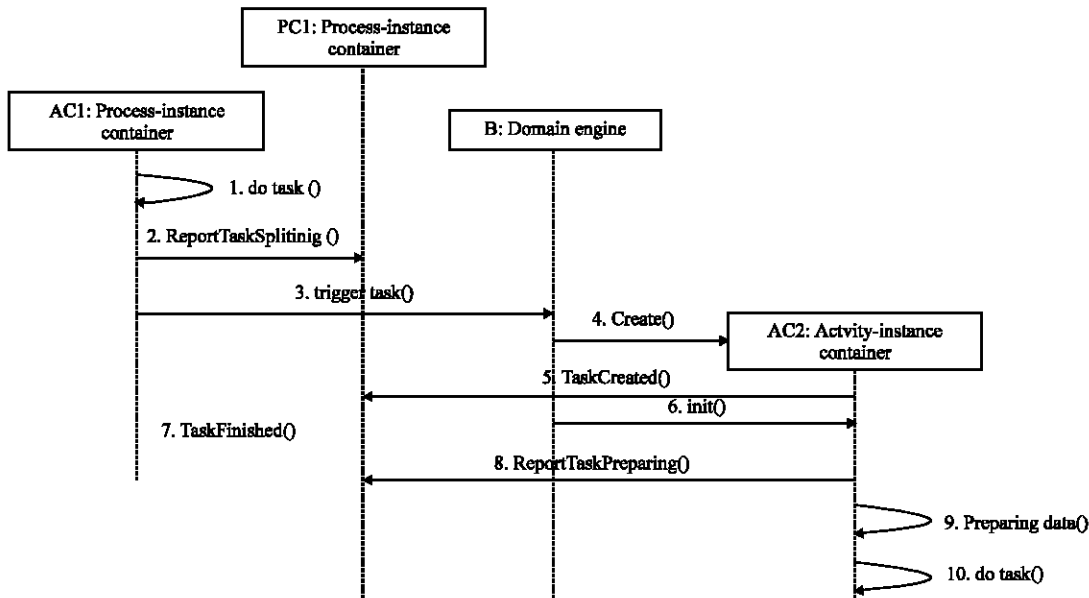 PC1: Process-instance
container
AC1: Process-instance
container
B: Domain engine
1. do task ()
2. ReportTaskSplitinig ()
3. trigger task()
4. Create()
AC2: Actvity-instance
container
5. TaskCreated()
6. init()
7. TaskFinished()
8. ReportTaskPreparing()
9. Preparing data()
10. do task()